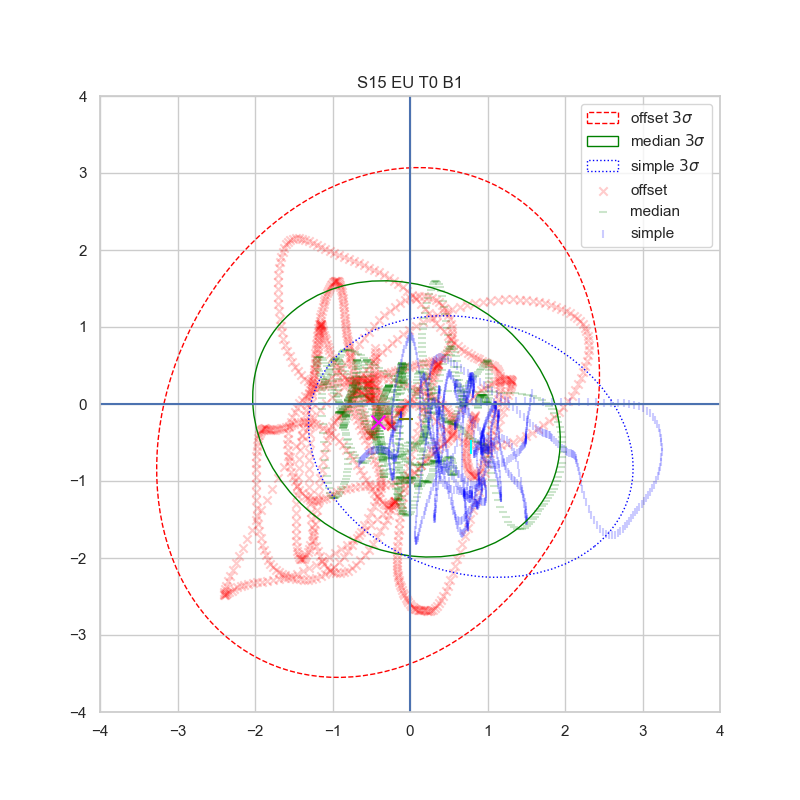 S15 EU T0 B1
4
3
2
1
0
−1
−2
−3
−4
−4
−3
−2
−1
0
1
2
3
4
offset 3σ
median 3σ
simple 3σ
offset
median
simple